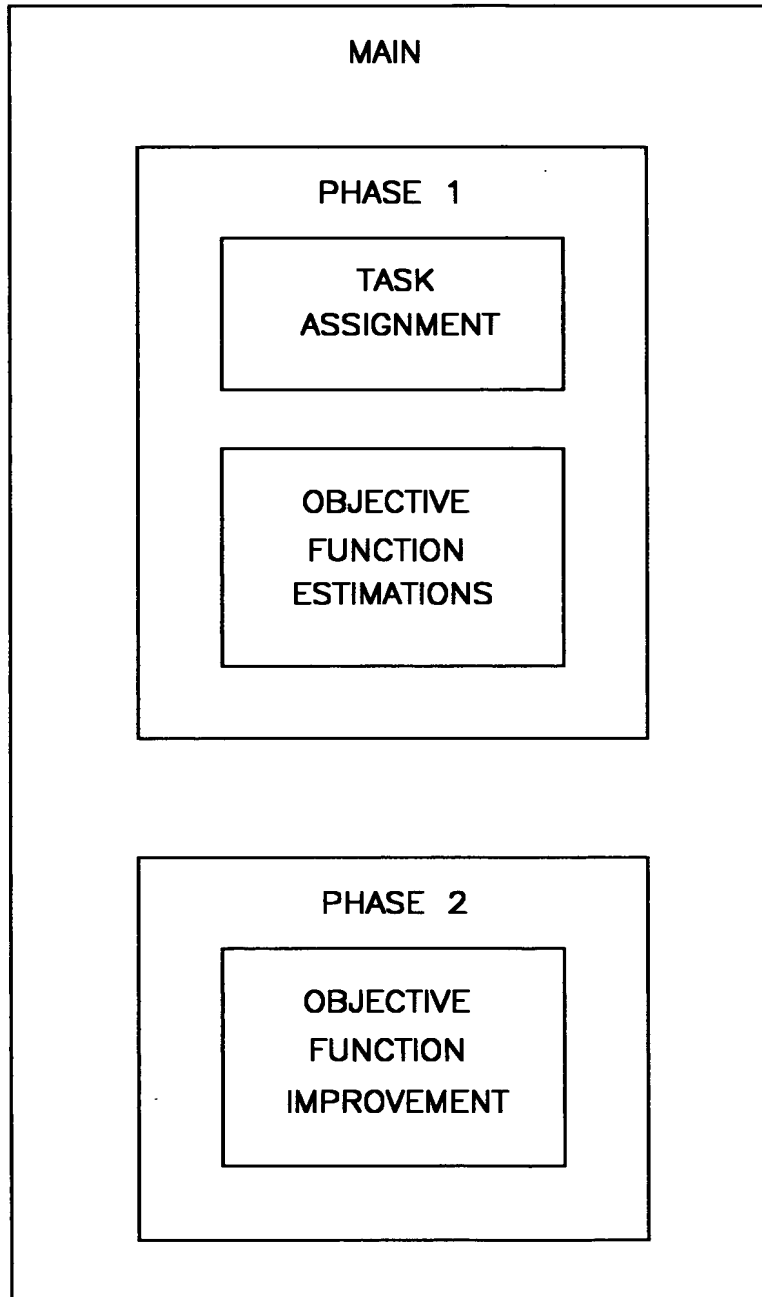 MAIN
PHASE 1
TASK
ASSIGNMENT
OBJECTIVE
FUNCTION
ESTIMATIONS
PHASE 2
OBJECTIVE
FUNCTION
IMPROVEMENT